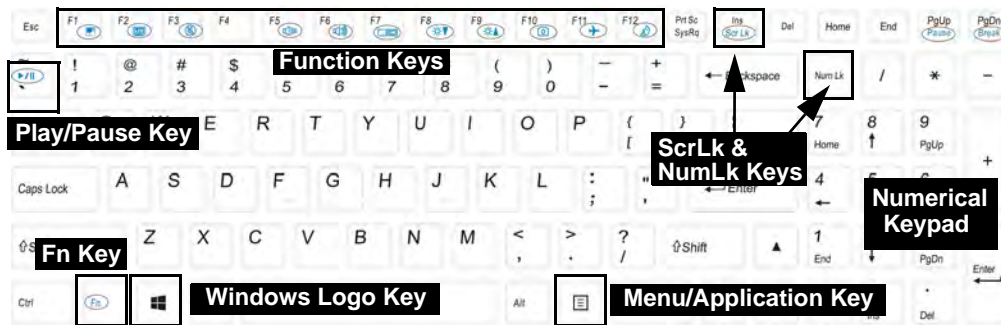 Esc F1 F2 F3 F4 F5 F6 F7 F8 F9 F10 F11 F12 Prt Sc Ins Del Home End PgUp PgDn
SysRq Scr Lk Pause Break
Function Keys
~ ! @ # $ ( ) — +
` 1 2 3 4 5 6 7 8 9 0 - = ← Backspace Num Lk / * -
Play/Pause Key
E R T Y U I O P { } 7 8 9
[ Home ↑ PgUp
ScrLk &
NumLk Keys
+
Caps Lock A S D F G H J K L : " ← Enter 4
; ' ←
Numerical
Keypad
Fn Key
Z X C V B N M < > ? ⇧Shift ▲ 1
, . / End ↓ PgDn
Enter
Ctrl Fn Windows Logo Key Alt Menu/Application Key .
Ins Del